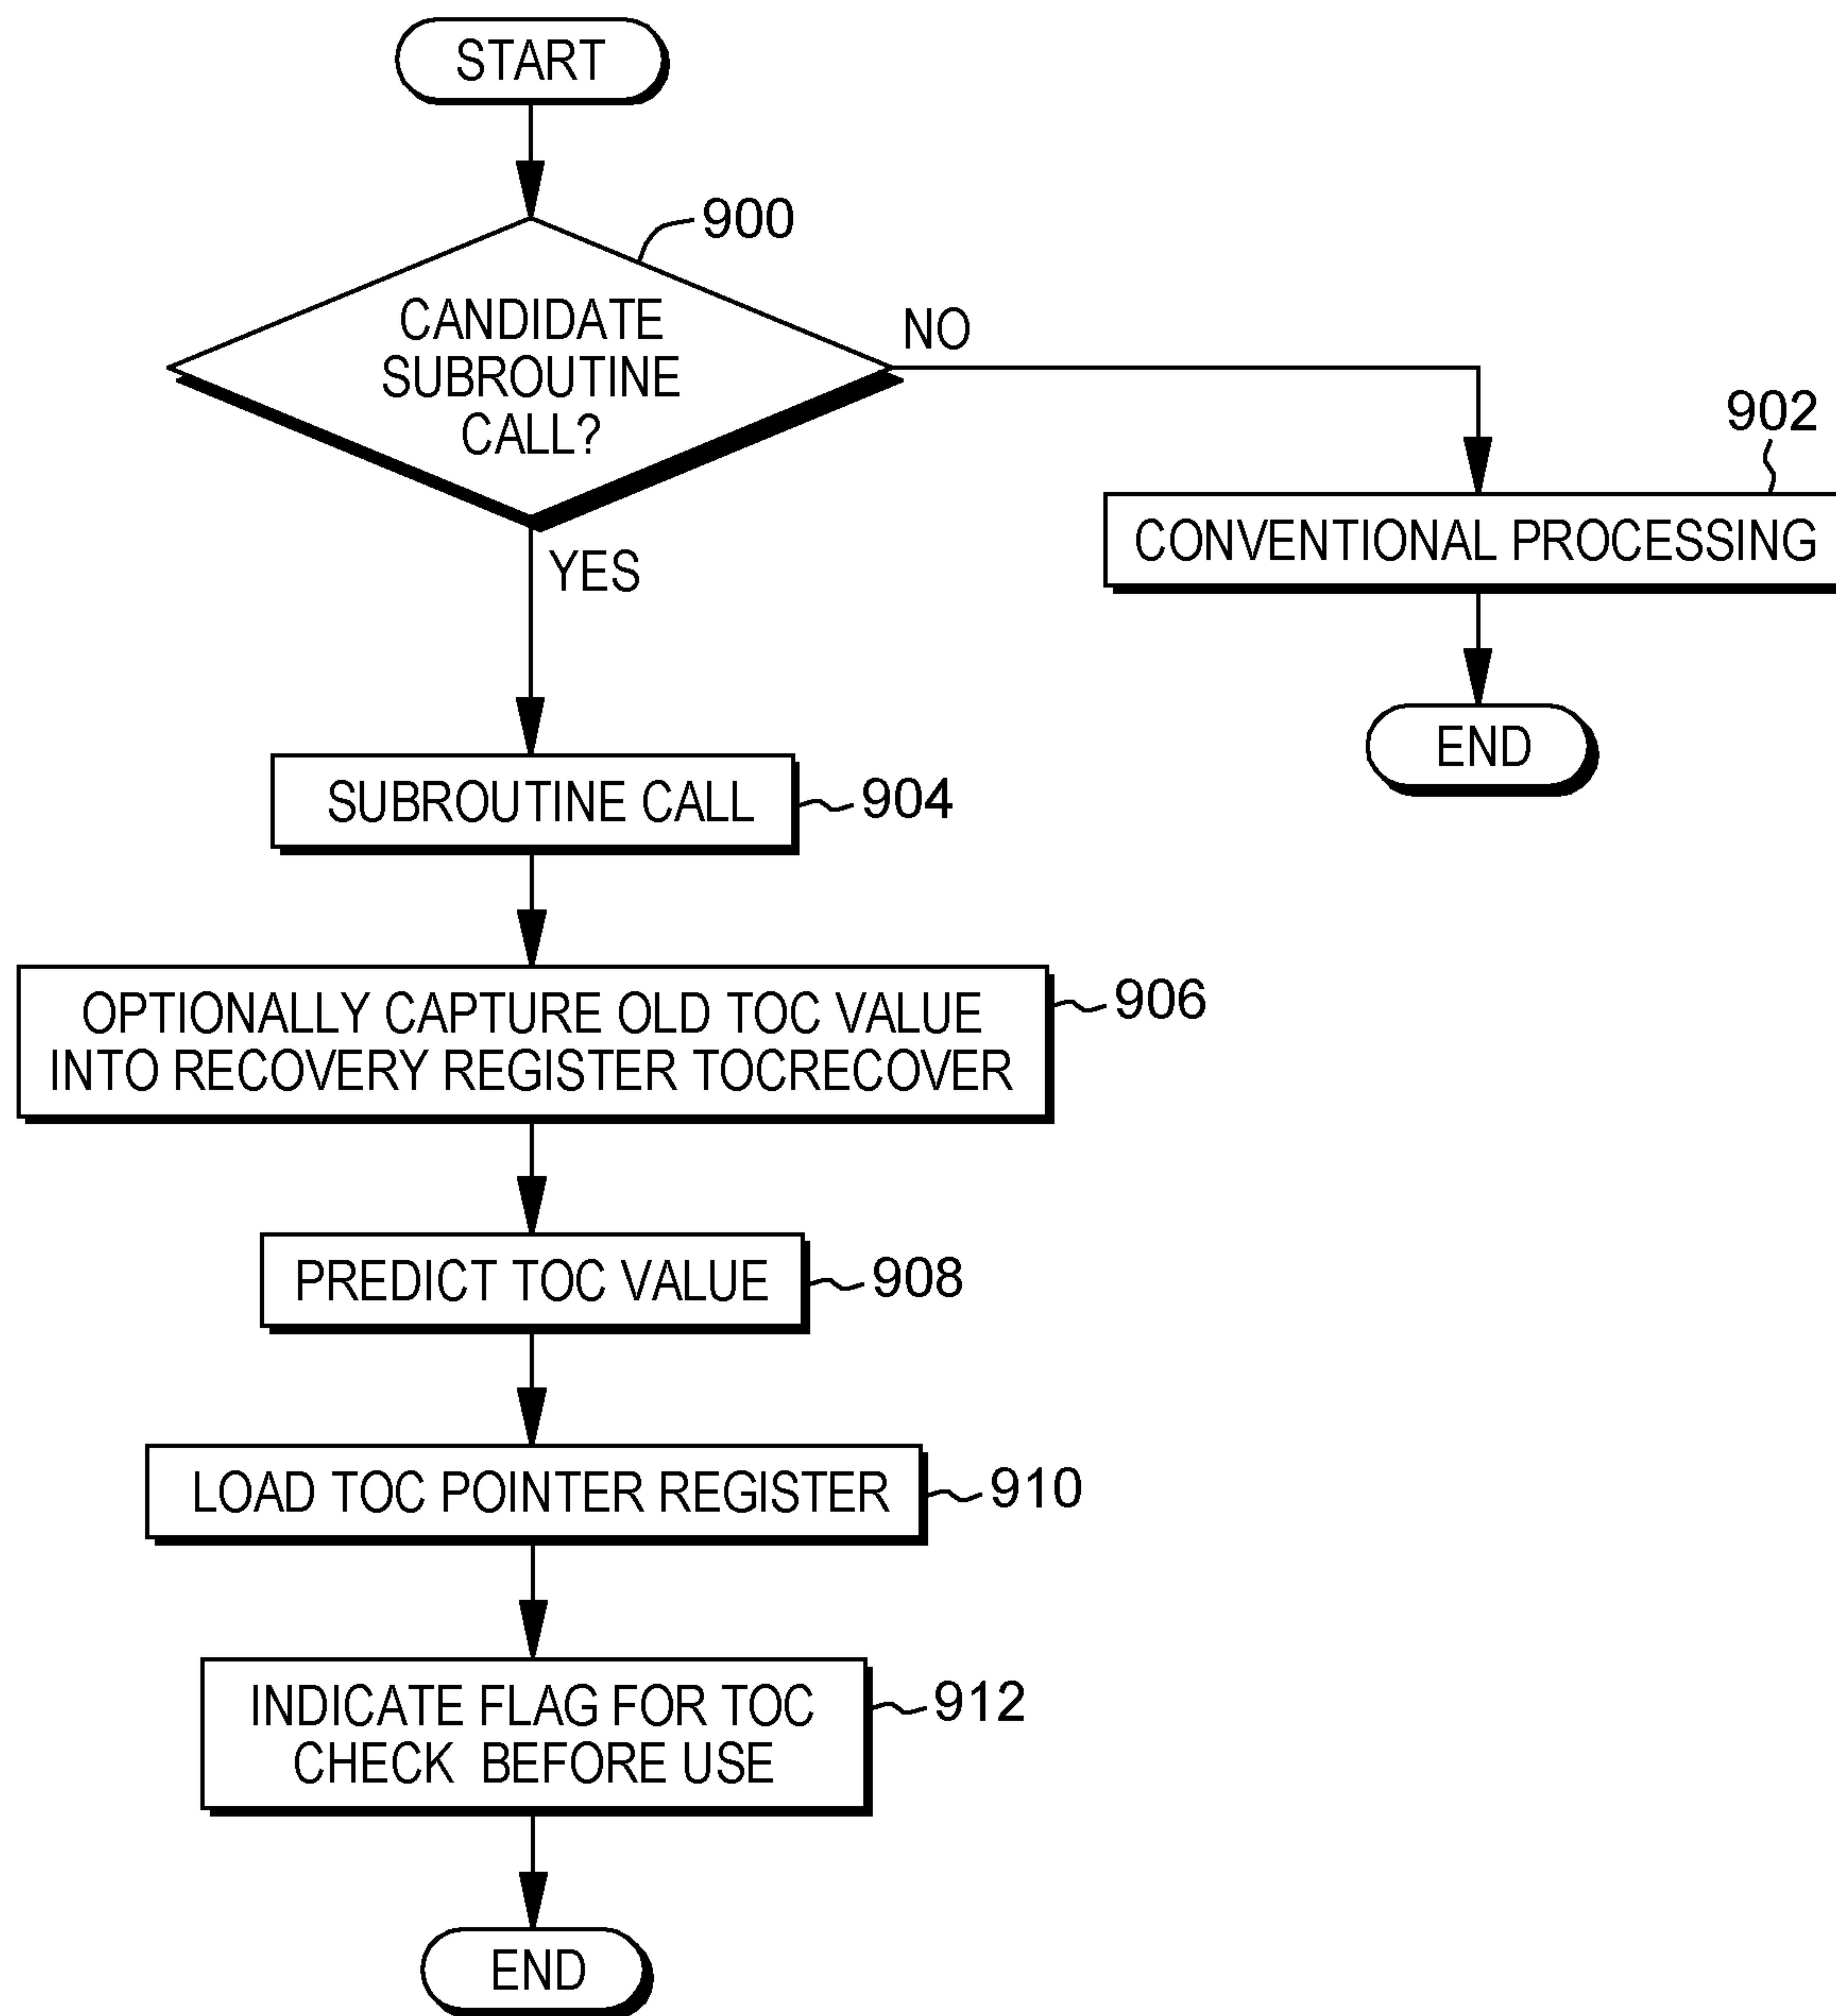 START
900
CANDIDATE
SUBROUTINE
CALL?
NO
YES
902
CONVENTIONAL PROCESSING
END
SUBROUTINE CALL
904
OPTIONALLY CAPTURE OLD TOC VALUE
INTO RECOVERY REGISTER TOCRECOVER
906
PREDICT TOC VALUE
908
LOAD TOC POINTER REGISTER
910
INDICATE FLAG FOR TOC
CHECK BEFORE USE
912
END